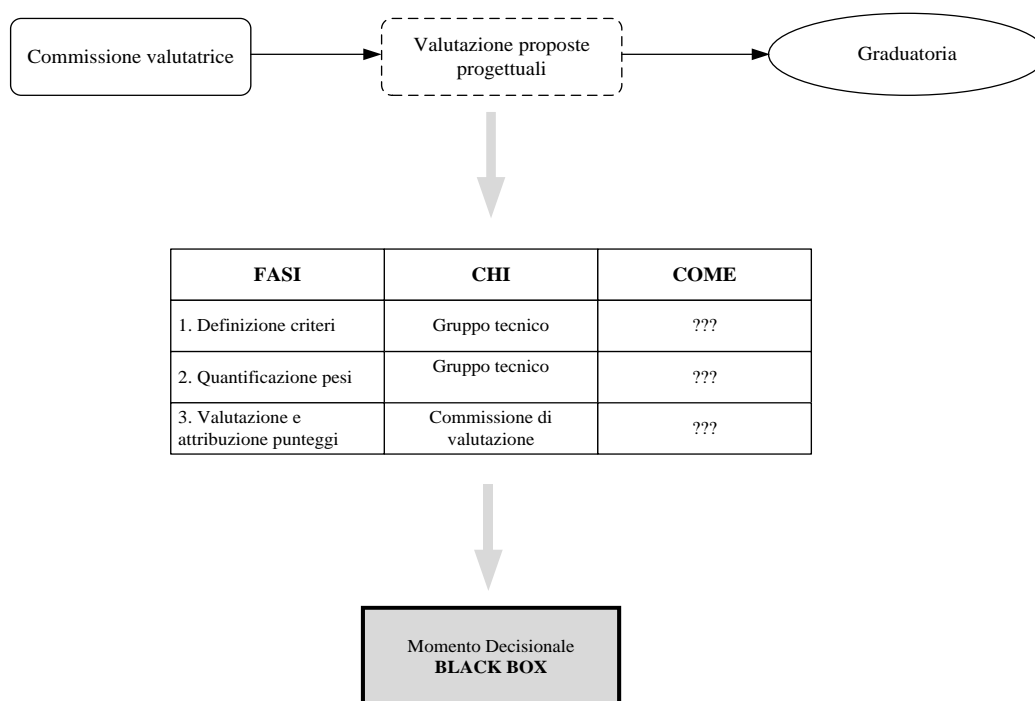 Commissione valutatrice
Valutazione proposte
progettuali
Graduatoria
FASI
CHI
COME
1. Definizione criteri
Gruppo tecnico
???
2. Quantificazione pesi
Gruppo tecnico
???
3. Valutazione e
attribuzione punteggi
Commissione di
valutazione
???
Momento Decisionale
BLACK BOX